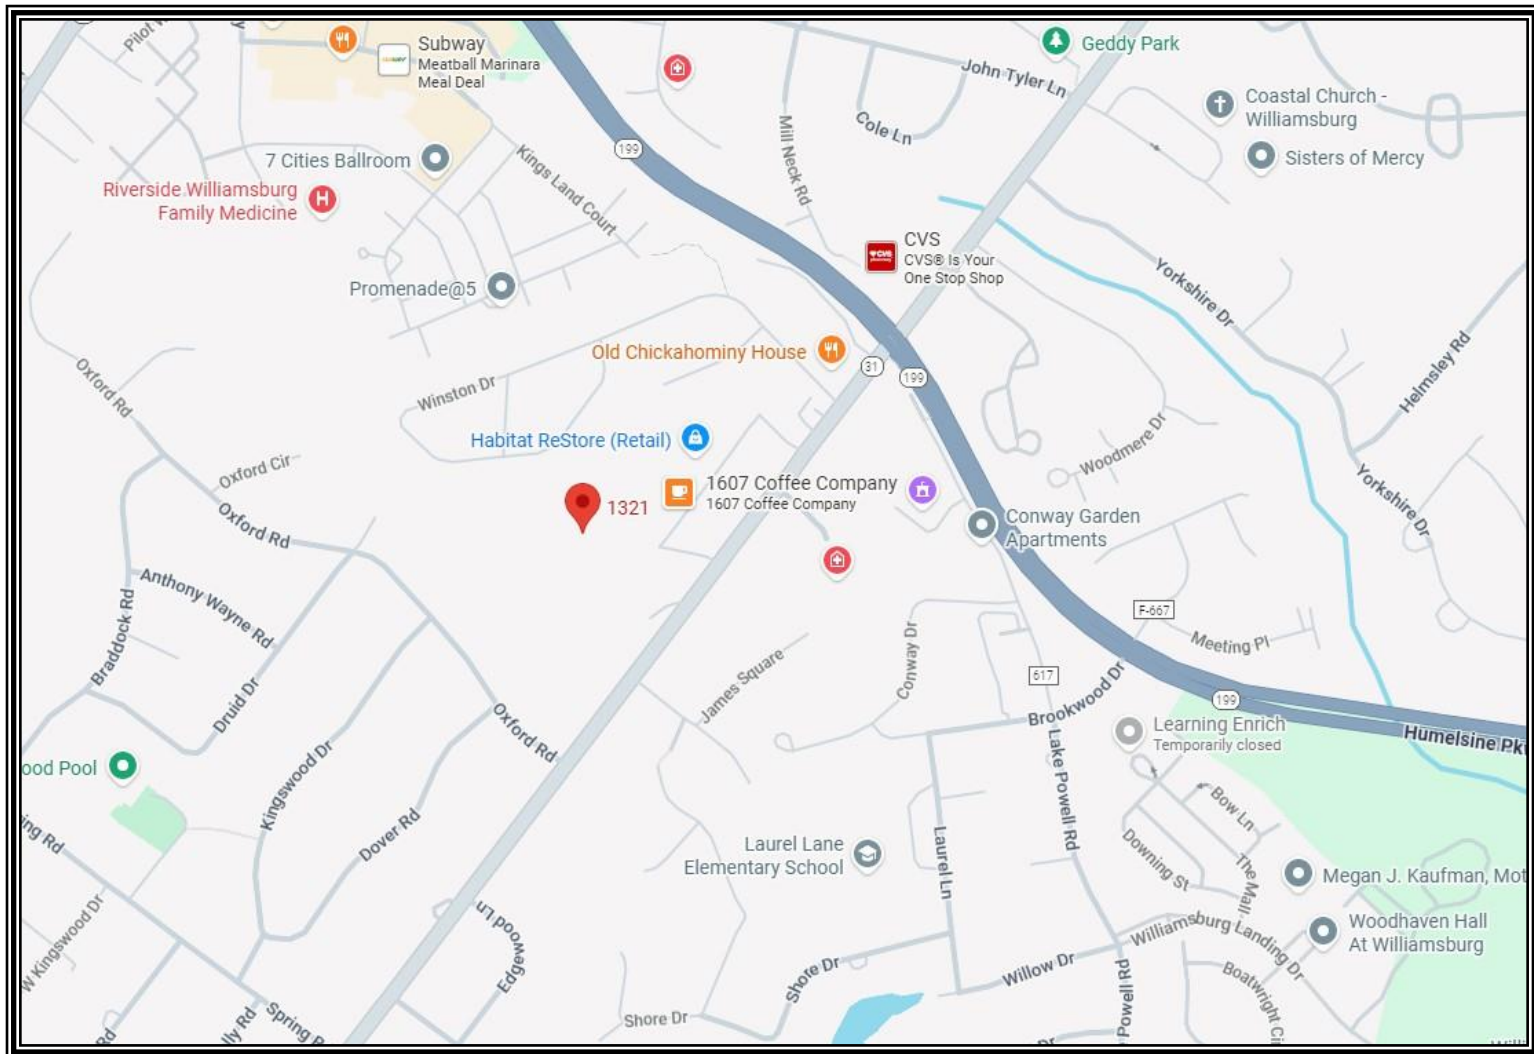 Pilot
Subway
Meatball Marinara
Meal Deal
Geddy Park
John Tyler Ln
Cole Ln
Coastal Church -
Williamsburg
Sisters of Mercy
199
Mill Neck Rd
7 Cities Ballroom
Kings Land Court
Riverside Williamsburg
Family Medicine
H
CVS
CVS® Is Your
One Stop Shop
Yorkshire Dr
Promenade@5
Old Chickahominy House
31
199
Helmsley Rd
Oxford Rd
Winston Dr
Habitat ReStore (Retail)
Woodmere Dr
Oxford Cir
1607 Coffee Company
1607 Coffee Company
Yorkshire Dr
1321
Oxford Rd
Conway Garden
Apartments
Anthony Wayne Rd
Braddock Rd
F-667
Meeting Pl
Conway Dr
James Square
617
Druid Dr
Brookwood Dr
199
Oxford Rd
Learning Enrich
Temporarily closed
Humelsine Pk
ood Pool
Kingswood Dr
Lake Powell Rd
Bow Ln
Dover Rd
ing Rd
Laurel Lane
Elementary School
Laurel Ln
Downing St
The Mall
Megan J. Kaufman, Mot
W Kingswood Dr
Edgewood Ln
Woodhaven Hall
At Williamsburg
Williamsburg Landing Dr
Willow Dr
Shore Dr
Boatwright Ci
Powell Rd
Spring R
lly Rd
Shore Dr
Rd
Dr